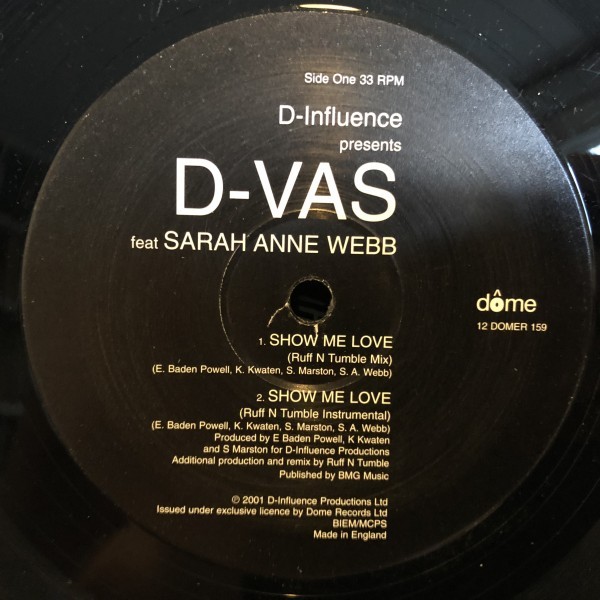 Side One 33 RPM
D-Influence
presents
D-VAS
feat SARAH ANNE WEBB
dôme
12 DOMER 159
1. SHOW ME LOVE
(Ruff N Tumble Mix)
(E. Baden Powell, K. Kwaten, S. Marston, S. A. Webb)
2. SHOW ME LOVE
(Ruff N Tumble Instrumental)
(E. Baden Powell, K. Kwaten, S. Marston, S. A. Webb)
Produced by E Baden Powell, K Kwaten
and S Marston for D-Influence Productions
Additional production and remix by Ruff N Tumble
Published by BMG Music
℗ 2001 D-Influence Productions Ltd
Issued under exclusive licence by Dome Records Ltd
BIEM/MCPS
Made in England